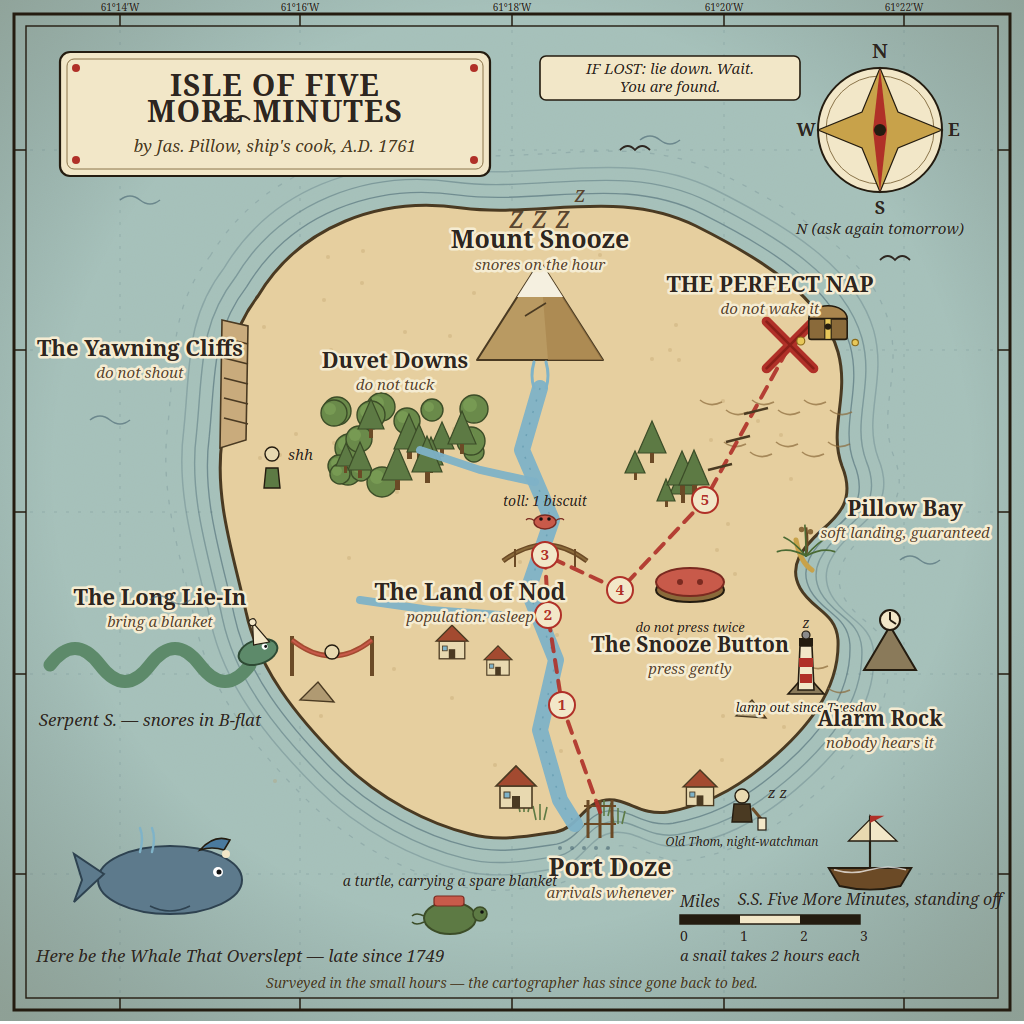 61°14'W
61°16'W
61°18'W
61°20'W
61°22'W
ISLE OF FIVE
MORE MINUTES
by Jas. Pillow, ship's cook, A.D. 1761
IF LOST: lie down. Wait.
You are found.
N
W
E
S
N (ask again tomorrow)
z
Z Z Z
Mount Snooze
snores on the hour
THE PERFECT NAP
do not wake it
The Yawning Cliffs
do not shout
Duvet Downs
do not tuck
shh
toll: 1 biscuit
5
Pillow Bay
soft landing, guaranteed
3
4
The Land of Nod
population: asleep
2
The Long Lie-In
bring a blanket
do not press twice
The Snooze Button
press gently
z
1
lamp out since Tuesday
Alarm Rock
nobody hears it
Serpent S. — snores in B-flat
z z
Old Thom, night-watchman
Port Doze
arrivals whenever
a turtle, carrying a spare blanket
S.S. Five More Minutes, standing off
Miles
0 1 2 3
a snail takes 2 hours each
Here be the Whale That Overslept — late since 1749
Surveyed in the small hours — the cartographer has since gone back to bed.